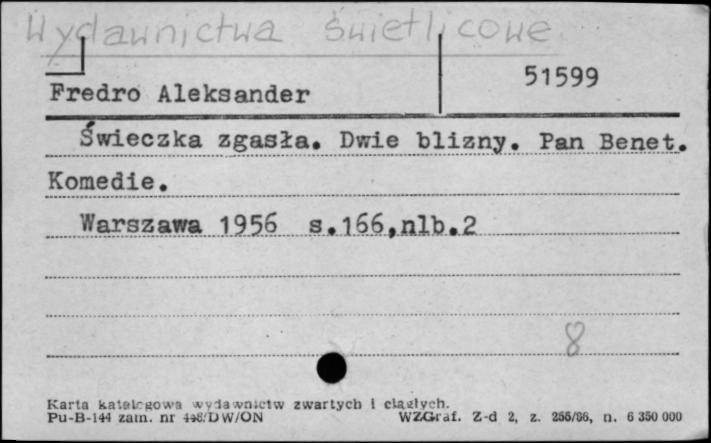 Wydawnictwa świetlicowe
51599
Fredro Aleksander
Świeczka zgasła. Dwie blizny. Pan Benet.
Komedie.
Warszawa 1956 s.166,nlb.2
8
Karta katalogowa wydawnictw zwartych i ciągłych.
Pu-B-144 zam. nr /DW/ON WZGraf. Z-d 2, z. 255/86, n. 6 350 000